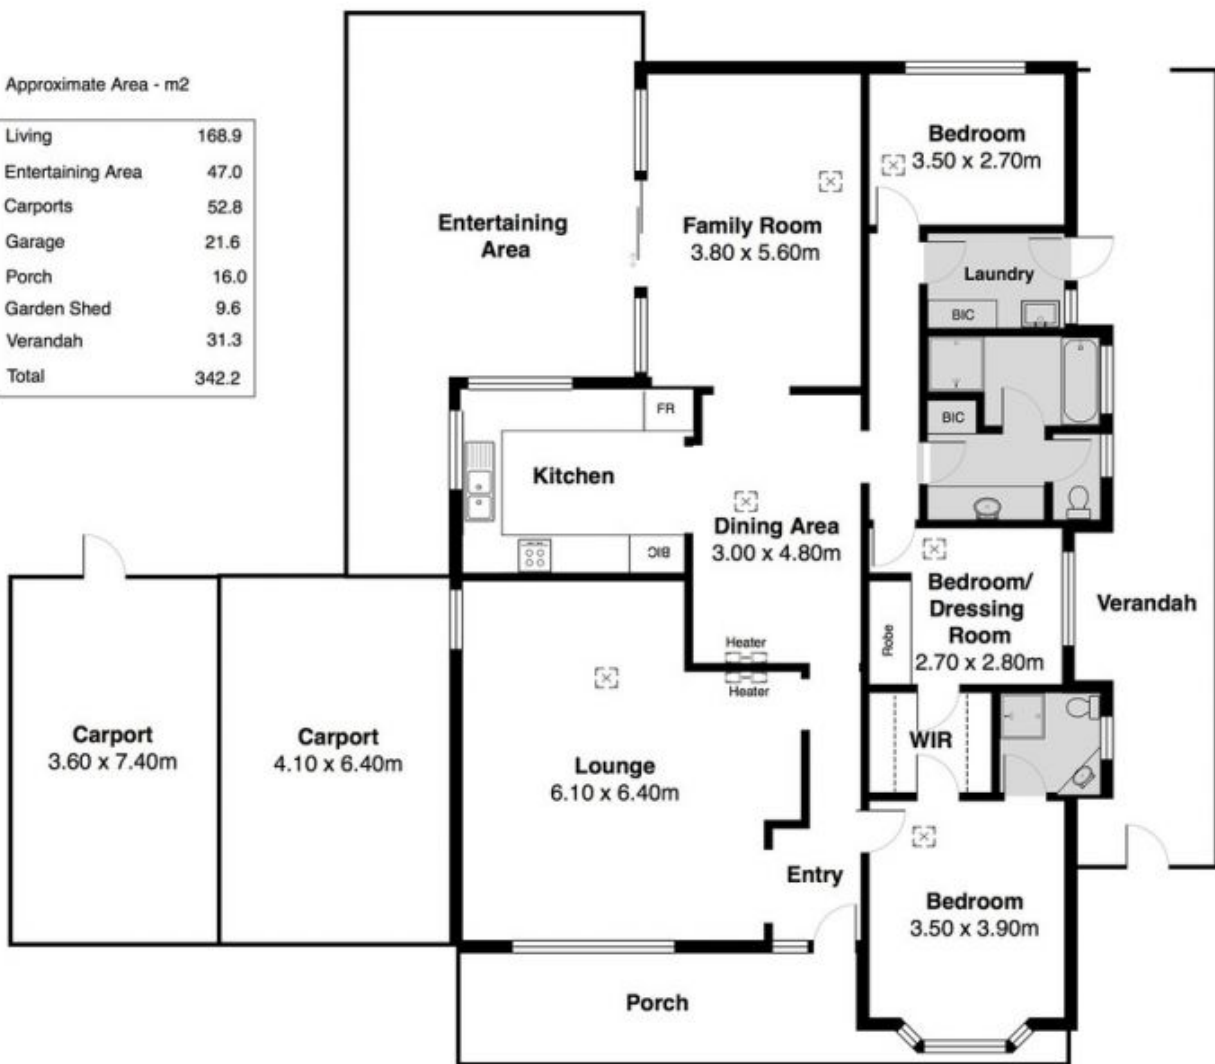 Approximate Area - m2
Living 168.9
Entertaining Area 47.0
Carports 52.8
Garage 21.6
Porch 16.0
Garden Shed 9.6
Verandah 31.3
Total 342.2
Entertaining
Area
Family Room
3.80 x 5.60m
Bedroom
3.50 x 2.70m
Laundry
BIC
BIC
FR
Kitchen
BIC
Dining Area
3.00 x 4.80m
Heater
Heater
Bedroom/
Dressing
Room
2.70 x 2.80m
Robe
Verandah
WIR
Carport
3.60 x 7.40m
Carport
4.10 x 6.40m
Lounge
6.10 x 6.40m
Entry
Bedroom
3.50 x 3.90m
Porch